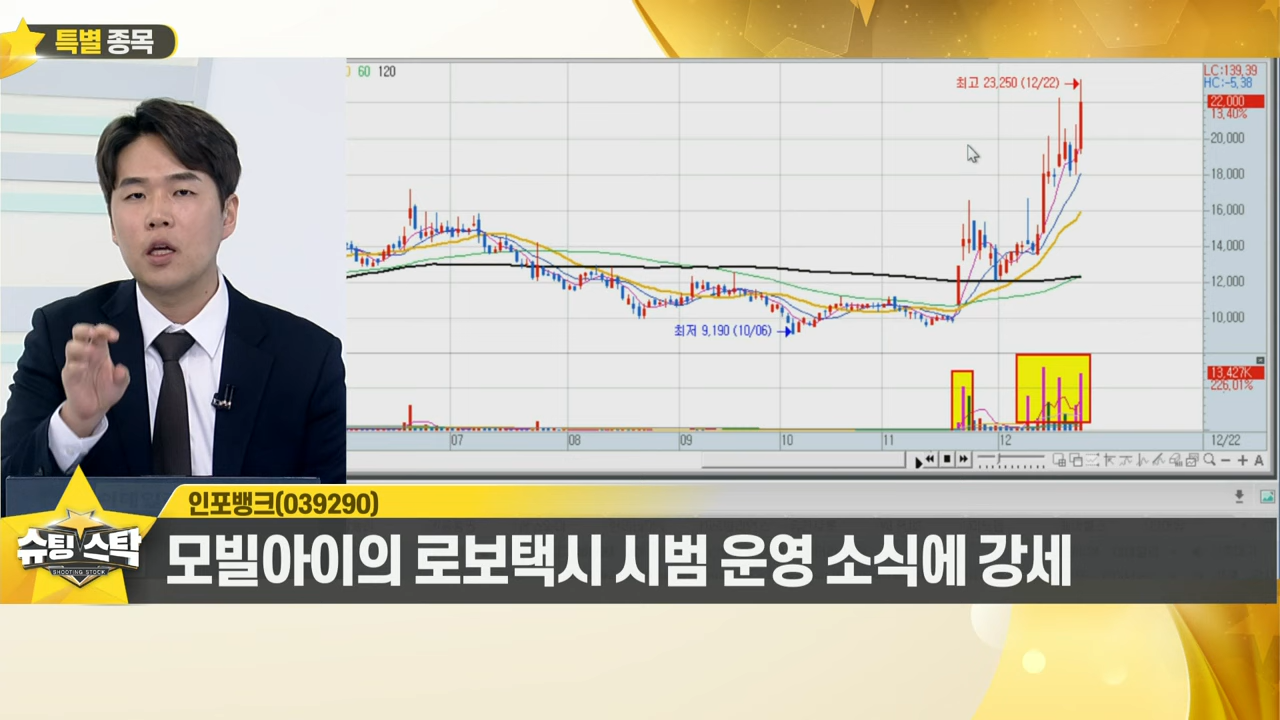 특별 종목
60 120
최고 23,250 (12/22)
LC:139,39
HC:-5,38
22,000
13,40%
20,000
18,000
16,000
14,000
12,000
10,000
최저 9,190 (10/06)
13,427K
226,01%
07 08 09 10 11 12 12/22
A
인포뱅크(039290)
슈팅 스탁
SHOOTING STOCK
모빌아이의 로보택시 시범 운영 소식에 강세